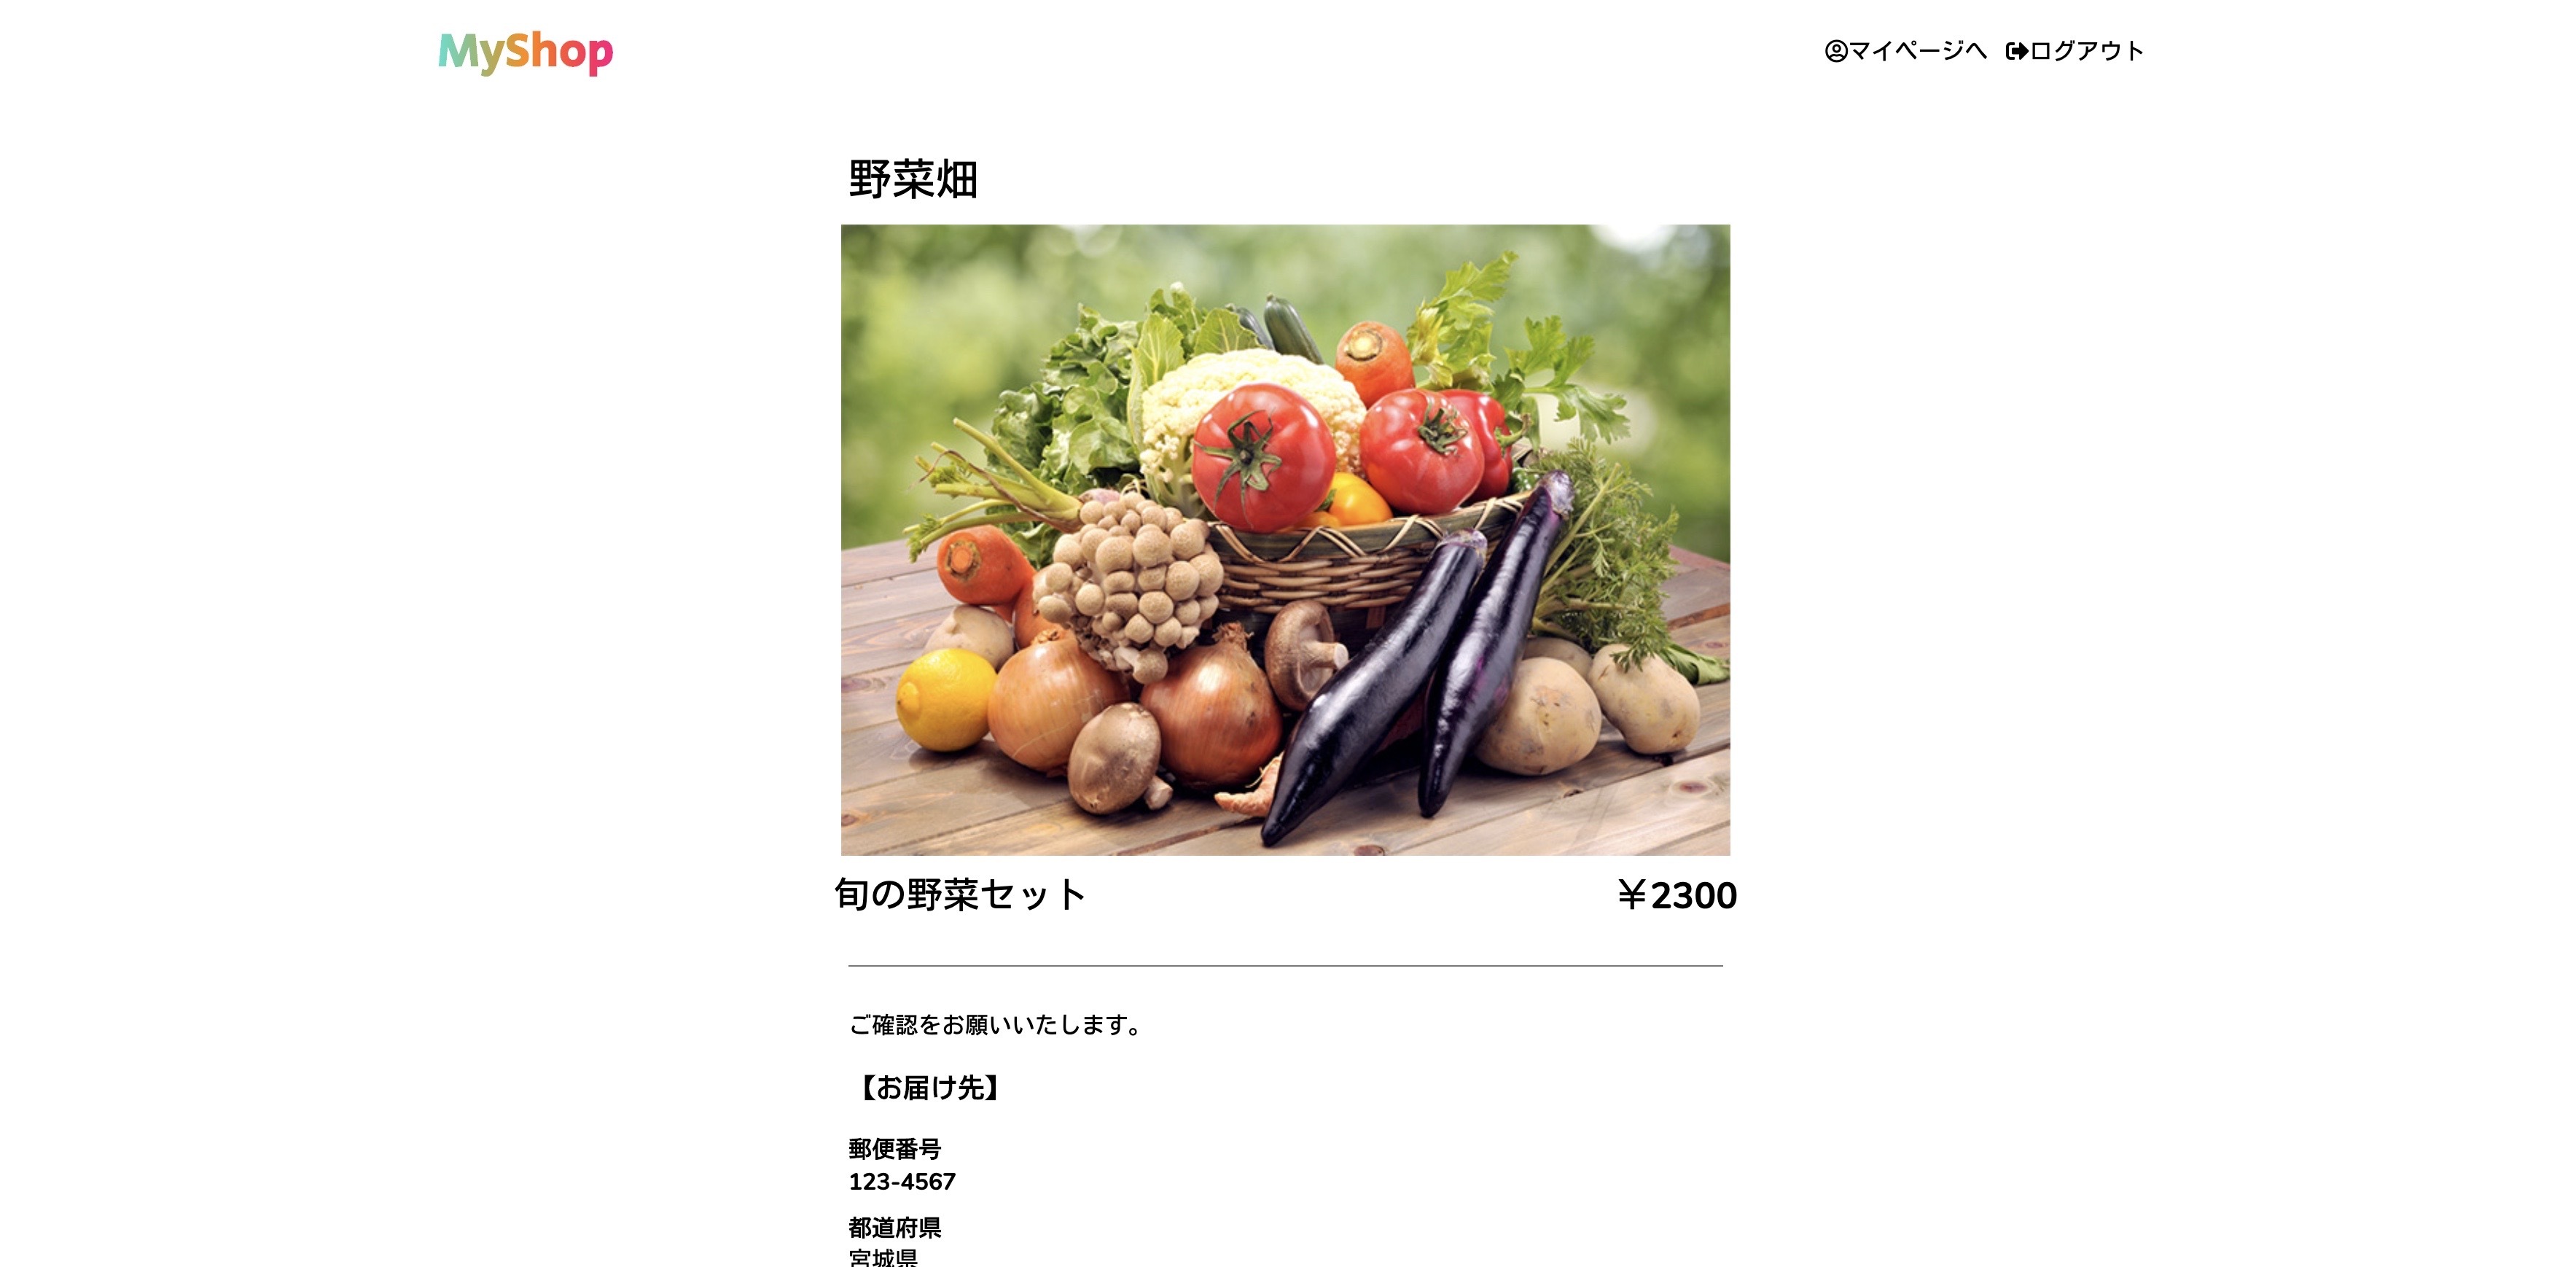 MyShop
マイページへ ログアウト
野菜畑
旬の野菜セット ￥2300
ご確認をお願いいたします。
【お届け先】
郵便番号
123-4567
都道府県
宮城県